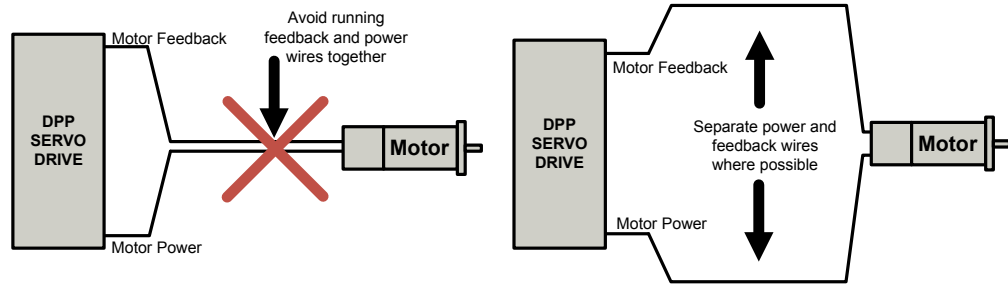 Avoid running
feedback and power
wires together
Motor Feedback
DPP
SERVO
DRIVE
Motor
Motor Power
Motor Feedback
DPP
SERVO
DRIVE
Separate power and
feedback wires
where possible
Motor
Motor Power